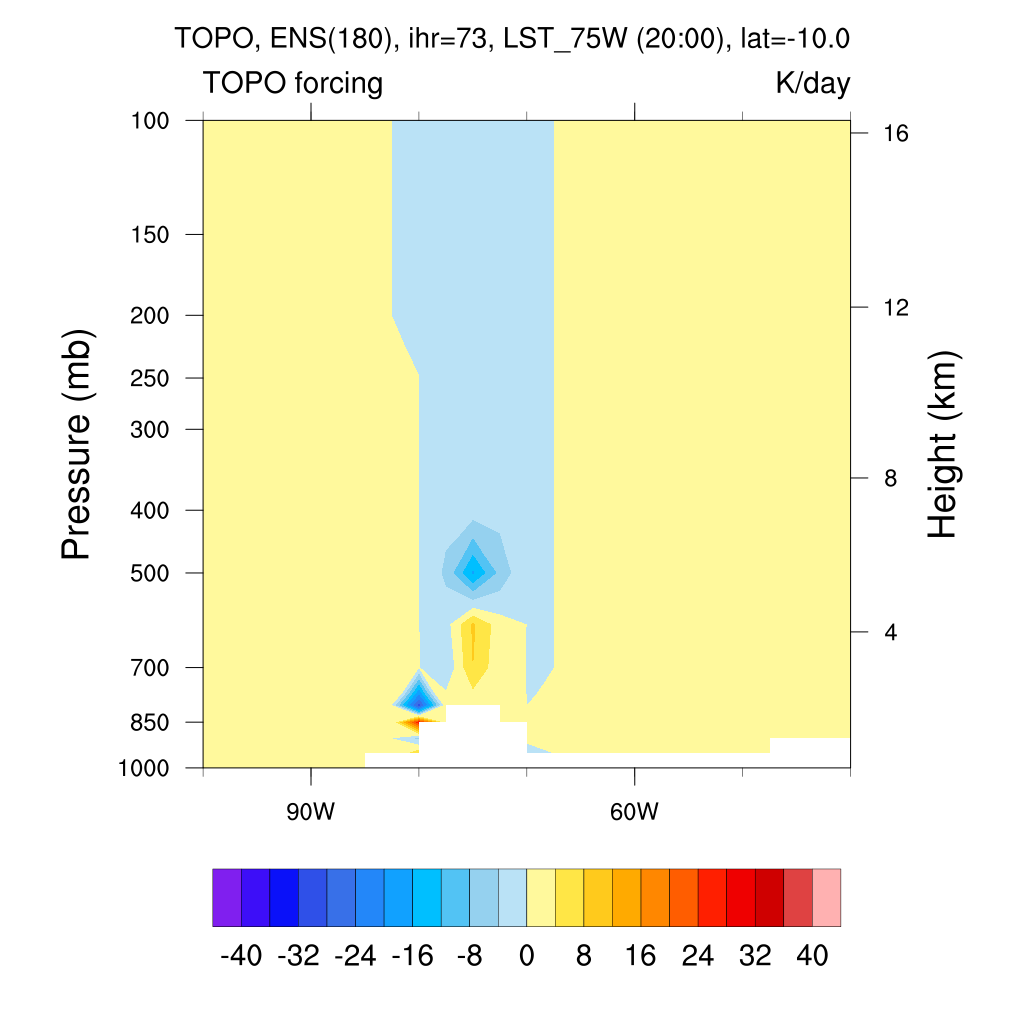 TOPO, ENS(180), ihr=73, LST_75W (20:00), lat=-10.0
TOPO forcing K/day
100
150
200
250
300
400
500
700
850
1000
Pressure (mb)
16
12
8
4
Height (km)
90W 60W
-40 -32 -24 -16 -8 0 8 16 24 32 40